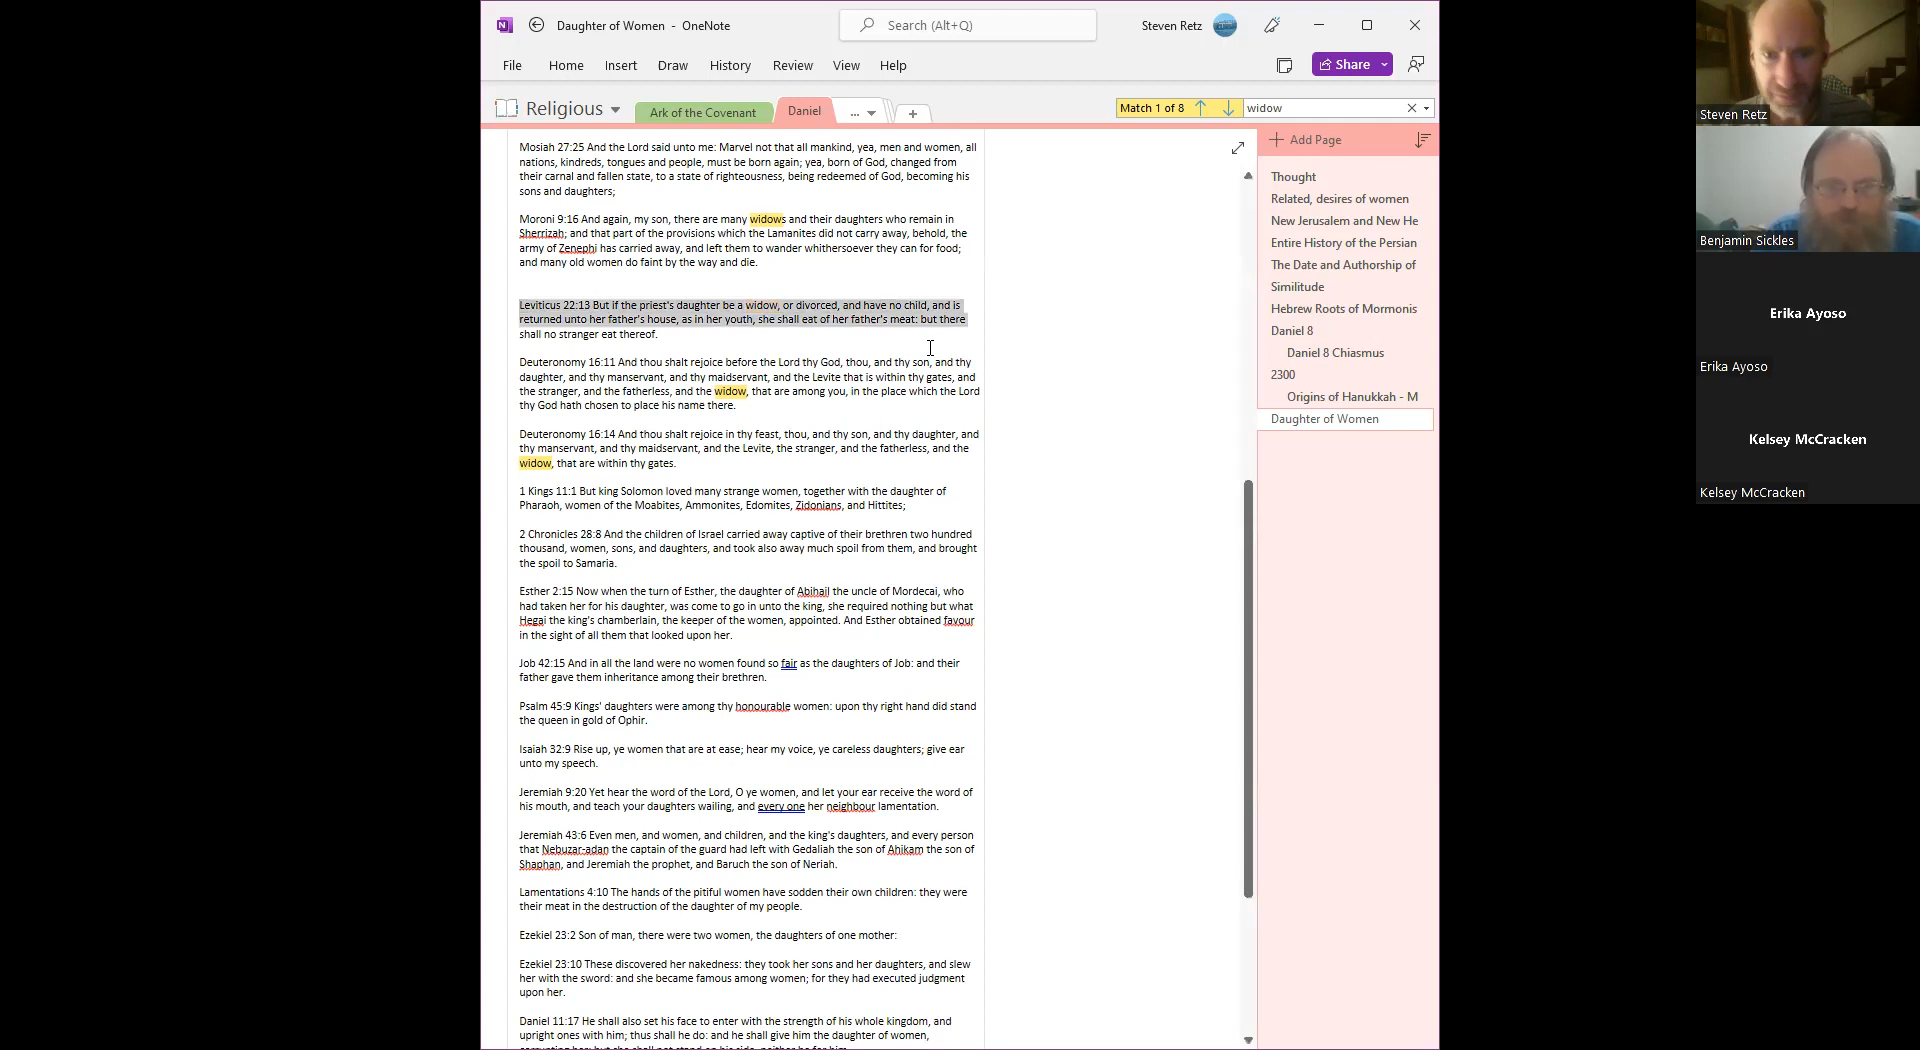 Daughter of Women - OneNote
Search (Alt+Q)
Steven Retz
File Home Insert Draw History Review View Help
Share
Religious
Ark of the Covenant
Daniel
...
+
Match 1 of 8
widow
Mosiah 27:25 And the Lord said unto me: Marvel not that all mankind, yea, men and women, all
nations, kindreds, tongues and people, must be born again; yea, born of God, changed from
their carnal and fallen state, to a state of righteousness, being redeemed of God, becoming his
sons and daughters;
Moroni 9:16 And again, my son, there are many widows and their daughters who remain in
Sherrizah; and that part of the provisions which the Lamanites did not carry away, behold, the
army of Zenephi has carried away, and left them to wander whithersoever they can for food;
and many old women do faint by the way and die.
Leviticus 22:13 But if the priest's daughter be a widow, or divorced, and have no child, and is
returned unto her father's house, as in her youth, she shall eat of her father's meat: but there
shall no stranger eat thereof.
Deuteronomy 16:11 And thou shalt rejoice before the Lord thy God, thou, and thy son, and thy
daughter, and thy manservant, and thy maidservant, and the Levite that is within thy gates, and
the stranger, and the fatherless, and the widow, that are among you, in the place which the Lord
thy God hath chosen to place his name there.
Deuteronomy 16:14 And thou shalt rejoice in thy feast, thou, and thy son, and thy daughter, and
thy manservant, and thy maidservant, and the Levite, the stranger, and the fatherless, and the
widow, that are within thy gates.
1 Kings 11:1 But king Solomon loved many strange women, together with the daughter of
Pharaoh, women of the Moabites, Ammonites, Edomites, Zidonians, and Hittites;
2 Chronicles 28:8 And the children of Israel carried away captive of their brethren two hundred
thousand, women, sons, and daughters, and took also away much spoil from them, and brought
the spoil to Samaria.
Esther 2:15 Now when the turn of Esther, the daughter of Abihail the uncle of Mordecai, who
had taken her for his daughter, was come to go in unto the king, she required nothing but what
Hegai the king's chamberlain, the keeper of the women, appointed. And Esther obtained favour
in the sight of all them that looked upon her.
Job 42:15 And in all the land were no women found so fair as the daughters of Job: and their
father gave them inheritance among their brethren.
Psalm 45:9 Kings' daughters were among thy honourable women: upon thy right hand did stand
the queen in gold of Ophir.
Isaiah 32:9 Rise up, ye women that are at ease; hear my voice, ye careless daughters; give ear
unto my speech.
Jeremiah 9:20 Yet hear the word of the Lord, O ye women, and let your ear receive the word of
his mouth, and teach your daughters wailing, and every one her neighbour lamentation.
Jeremiah 43:6 Even men, and women, and children, and the king's daughters, and every person
that Nebuzar-adan the captain of the guard had left with Gedaliah the son of Ahikam the son of
Shaphan, and Jeremiah the prophet, and Baruch the son of Neriah.
Lamentations 4:10 The hands of the pitiful women have sodden their own children: they were
their meat in the destruction of the daughter of my people.
Ezekiel 23:2 Son of man, there were two women, the daughters of one mother:
Ezekiel 23:10 These discovered her nakedness: they took her sons and her daughters, and slew
her with the sword: and she became famous among women; for they had executed judgment
upon her.
Daniel 11:17 He shall also set his face to enter with the strength of his whole kingdom, and
upright ones with him; thus shall he do: and he shall give him the daughter of women,
Add Page
Thought
Related, desires of women
New Jerusalem and New He
Entire History of the Persian
The Date and Authorship of
Similitude
Hebrew Roots of Mormonis
Daniel 8
Daniel 8 Chiasmus
2300
Origins of Hanukkah - M
Daughter of Women
Steven Retz
Benjamin Sickles
Erika Ayoso
Erika Ayoso
Kelsey McCracken
Kelsey McCracken